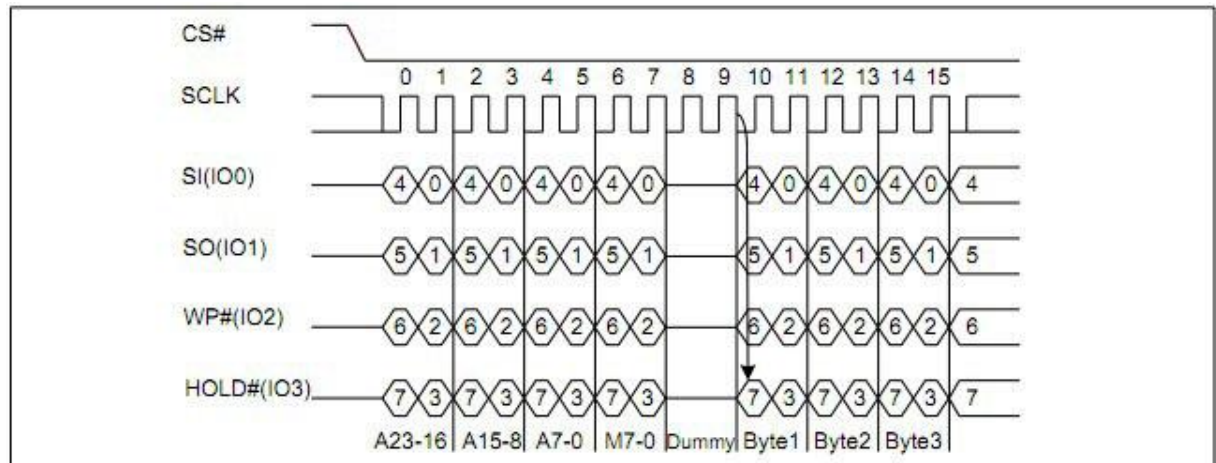 CS#
0 1 2 3 4 5 6 7 8 9 10 11 12 13 14 15
SCLK
SI(IO0) 4 0 4 0 4 0 4 0 4 0 4 0 4 0 4
SO(IO1) 5 1 5 1 5 1 5 1 5 1 5 1 5 1 5
WP#(IO2) 6 2 6 2 6 2 6 2 6 2 6 2 6 2 6
HOLD#(IO3) 7 3 7 3 7 3 7 3 7 3 7 3 7 3 7
A23-16 A15-8 A7-0 M7-0 Dummy Byte1 Byte2 Byte3